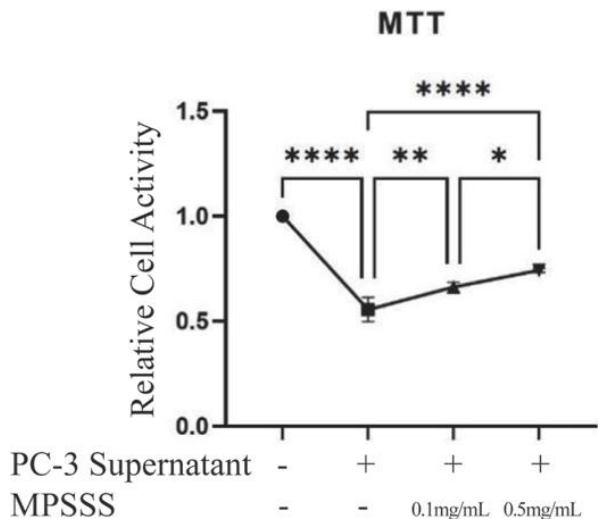 MTT
****
1.5
**** ** *
1.0
0.5
0.0
Relative Cell Activity
PC-3 Supernatant - + + +
MPSSS - - 0.1mg/mL 0.5mg/mL